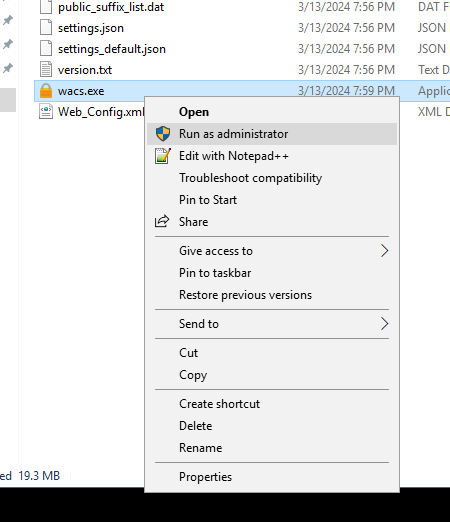 public_suffix_list.dat 3/13/2024 7:56 PM DAT F
settings.json 3/13/2024 7:56 PM JSON
settings_default.json 3/13/2024 7:56 PM JSON
version.txt 3/13/2024 7:56 PM Text D
wacs.exe 3/13/2024 7:59 PM Applic
Web_Config.xml XML D
Open
Run as administrator
Edit with Notepad++
Troubleshoot compatibility
Pin to Start
Share
Give access to
Pin to taskbar
Restore previous versions
Send to
Cut
Copy
Create shortcut
Delete
Rename
Properties
ed 19.3 MB